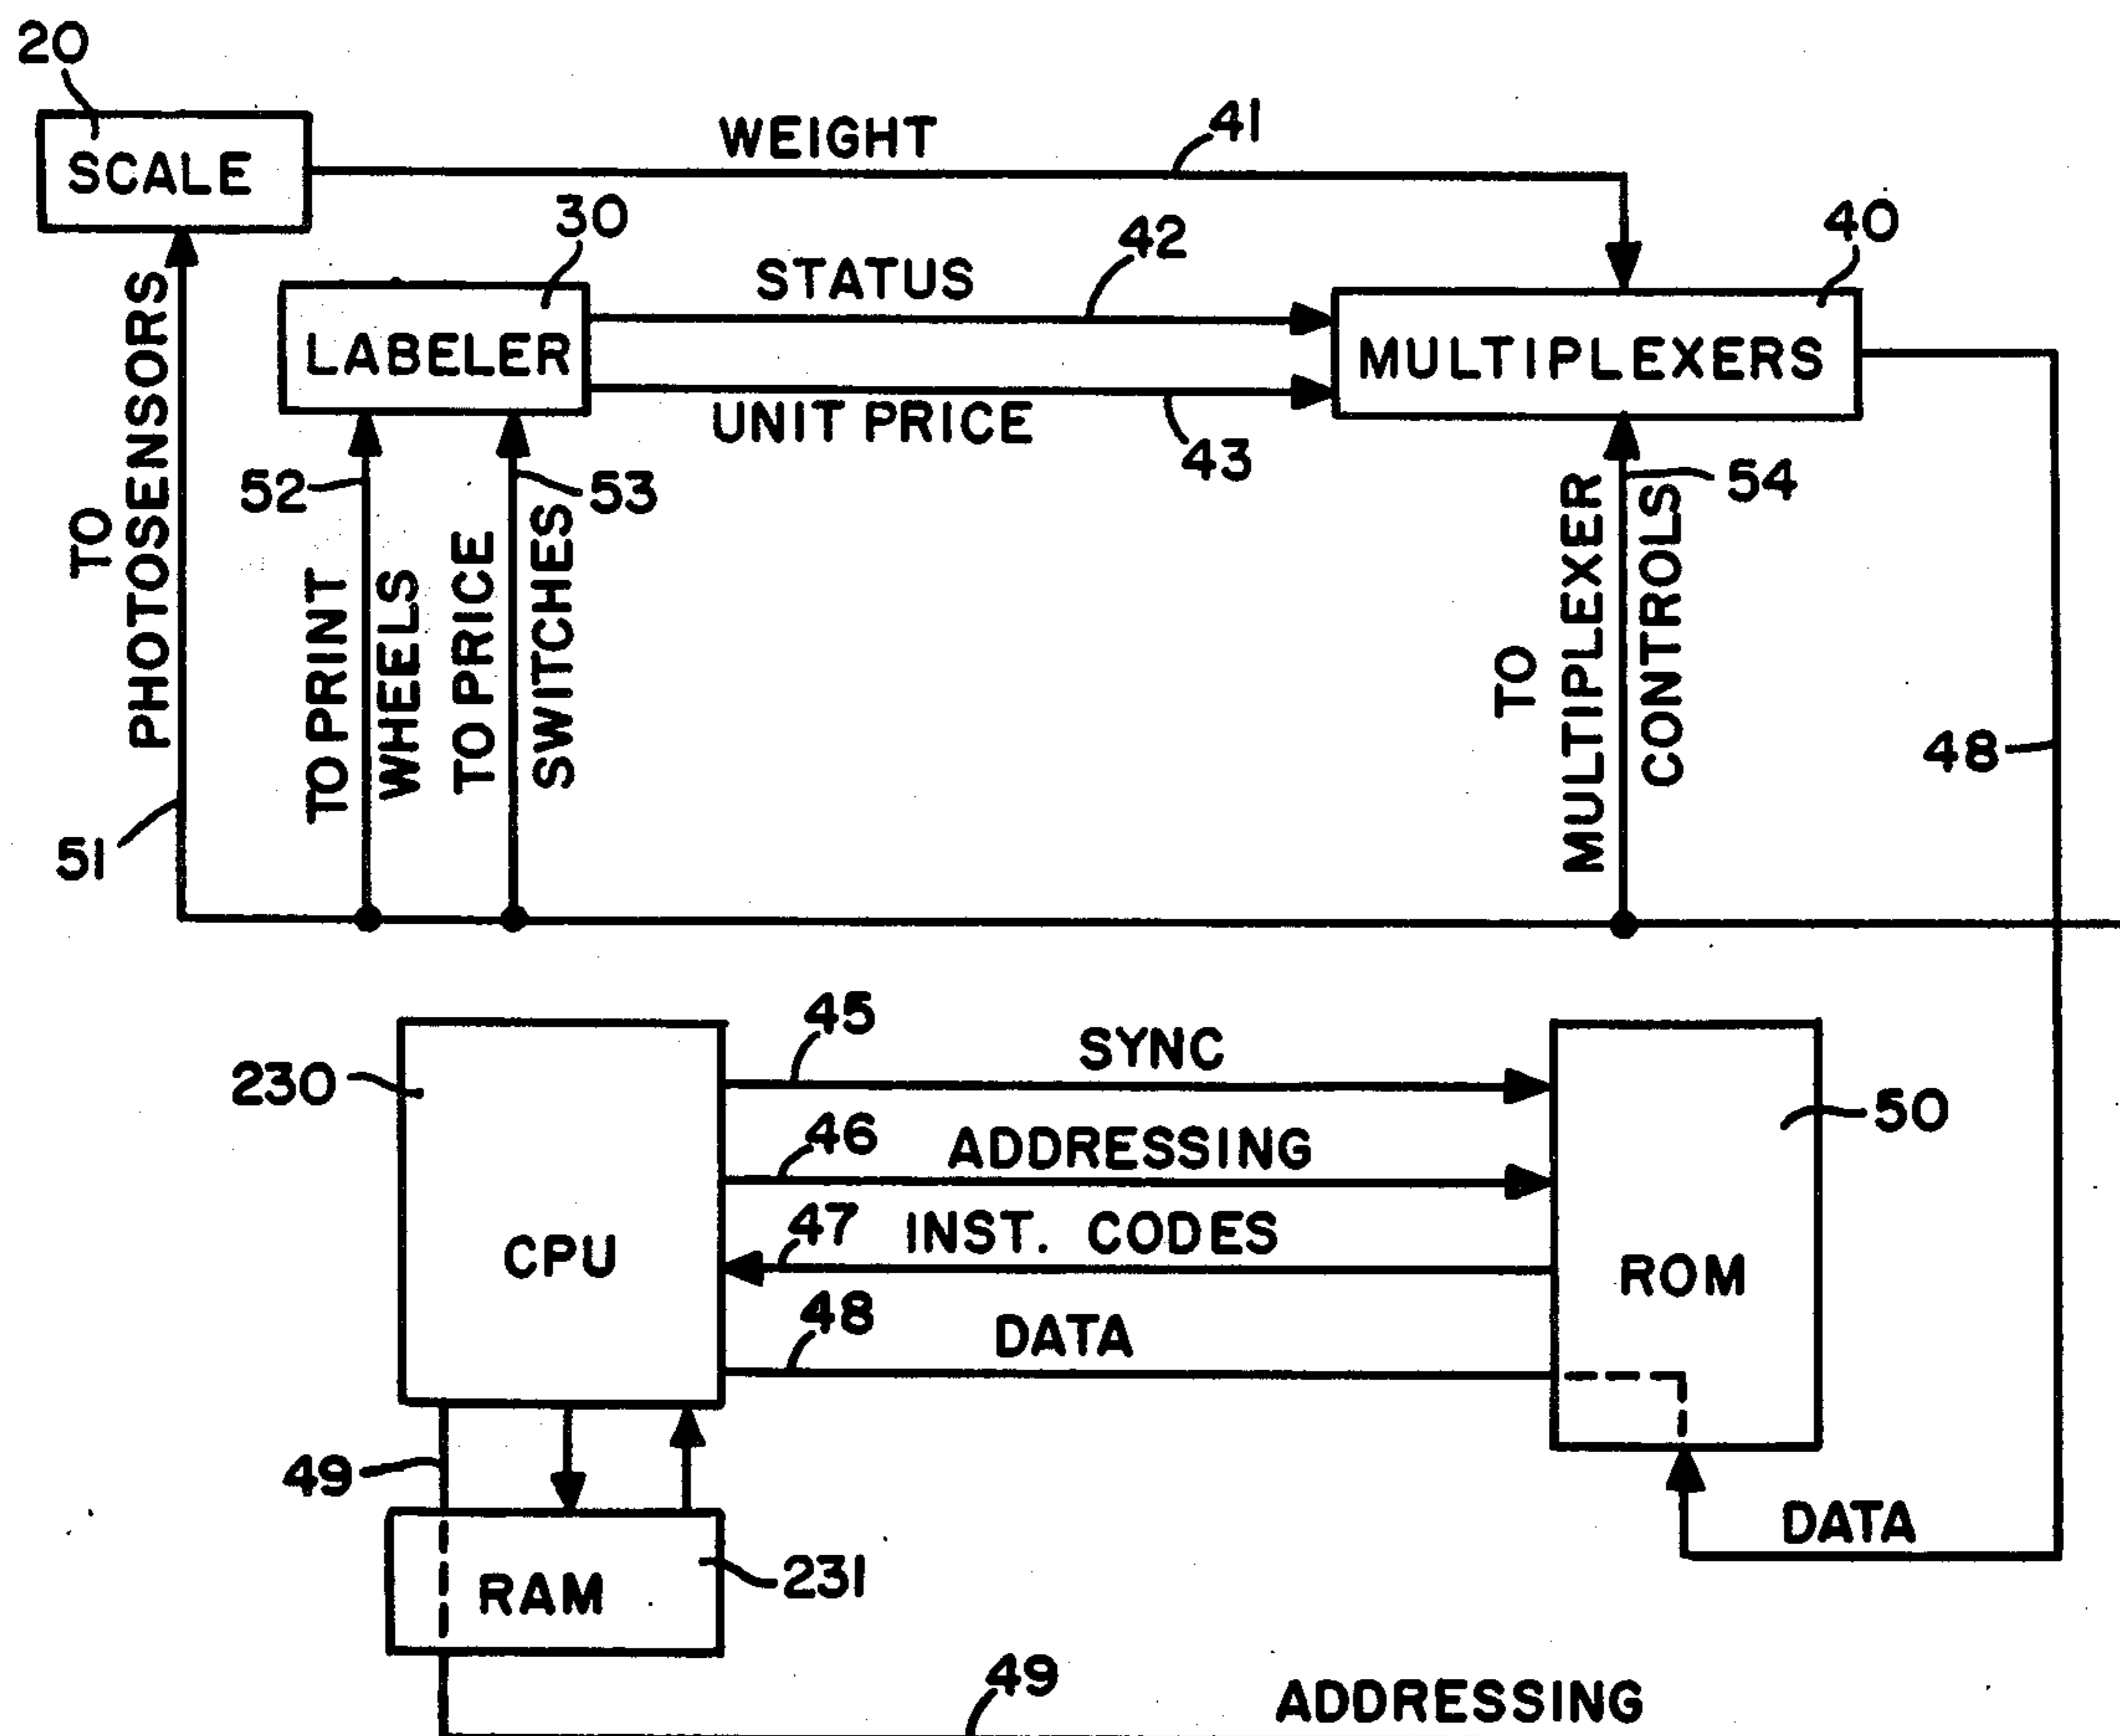 20
SCALE
WEIGHT
41
30
LABELER
STATUS
42
UNIT PRICE
43
40
MULTIPLEXERS
TO
PHOTOSENSORS
51
52
TO PRINT
WHEELS
53
TO PRICE
SWITCHES
54
TO
MULTIPLEXER
CONTROLS
48
230
CPU
45
SYNC
46
ADDRESSING
47
INST. CODES
48
DATA
50
ROM
DATA
49
RAM
231
49
ADDRESSING